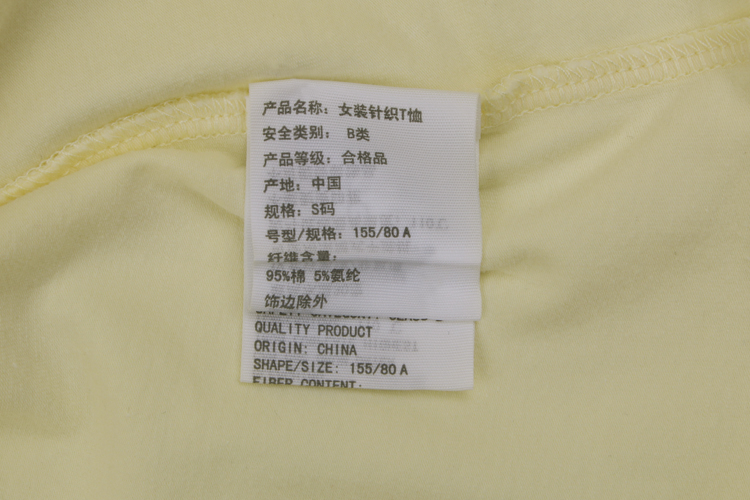 产品名称：女装针织T恤
安全类别： B类
产品等级：合格品
产地：中国
规格：S码
号型/规格：155/80 A
纤维含量：
95%棉 5%氨纶
饰边除外
SAFETY CATEGORY: CLASS B
QUALITY PRODUCT
ORIGIN: CHINA
SHAPE/SIZE: 155/80 A
FIBER CONTENT: